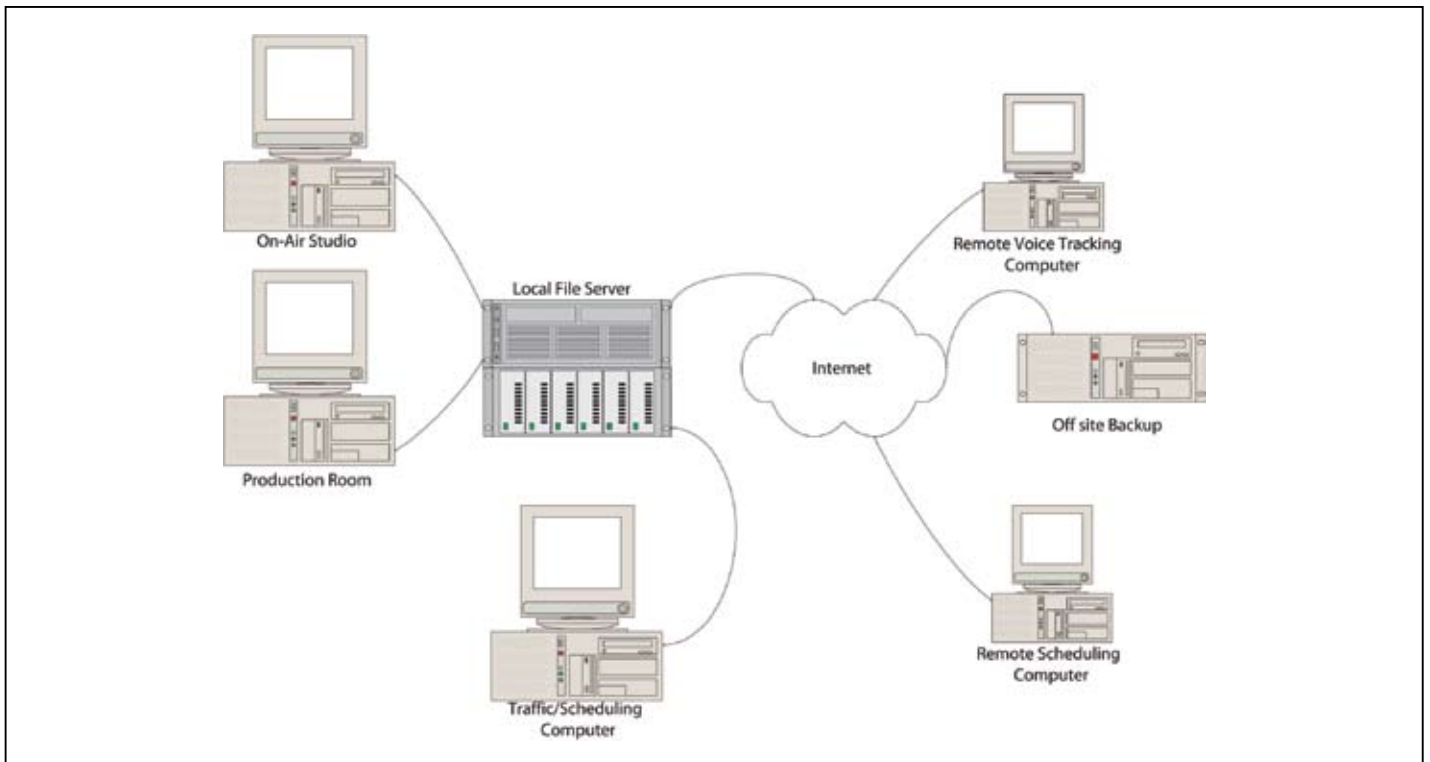 On-Air Studio
Production Room
Local File Server
Traffic/Scheduling
Computer
Internet
Remote Voice Tracking
Computer
Off site Backup
Remote Scheduling
Computer